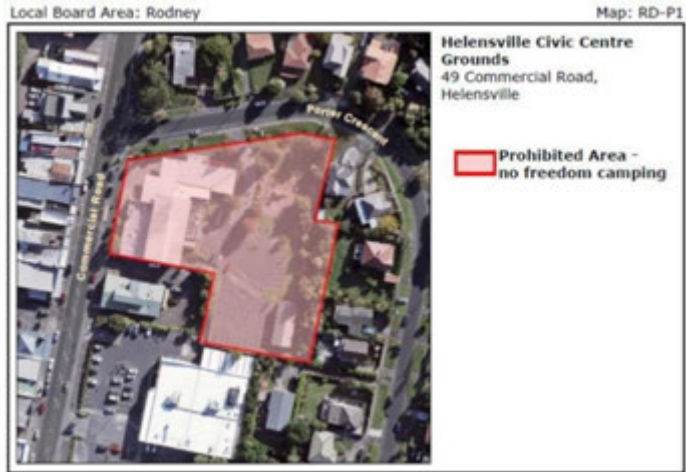 Local Board Area: Rodney
Map: RD-P1
Helensville Civic Centre
Grounds
49 Commercial Road,
Helensville
Prohibited Area -
no freedom camping
Porter Crescent
Commercial Road